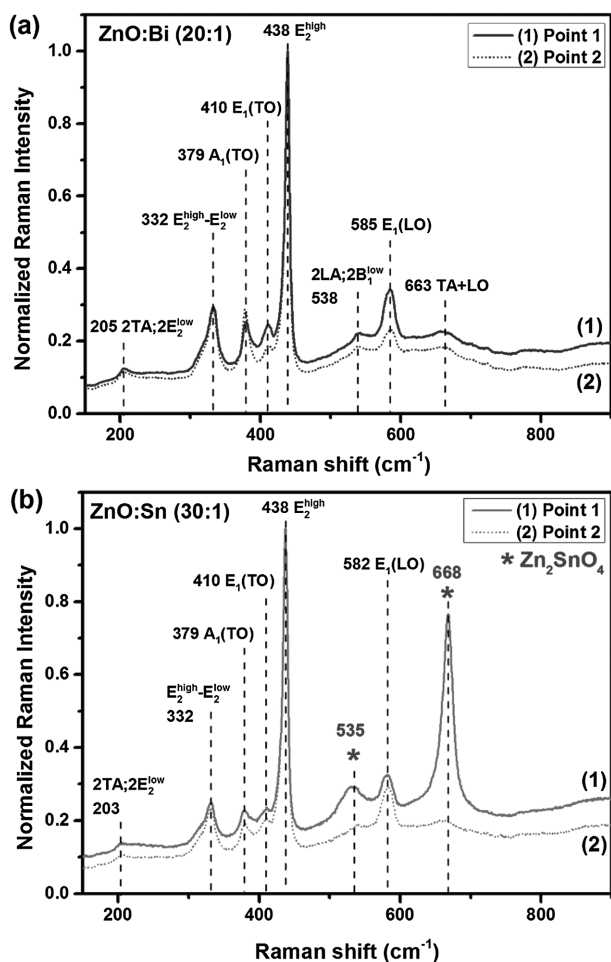 (a)
ZnO:Bi (20:1)
438 E₂ʰⁱᵍʰ
(1) Point 1
(2) Point 2
410 E₁(TO)
379 A₁(TO)
332 E₂ʰⁱᵍʰ-E₂ˡᵒʷ
585 E₁(LO)
2LA;2B₁ˡᵒʷ
538
663 TA+LO
205 2TA;2E₂ˡᵒʷ
(1)
(2)
Normalized Raman Intensity
1.0
0.8
0.6
0.4
0.2
0.0
200 400 600 800
Raman shift (cm⁻¹)
(b)
ZnO:Sn (30:1)
438 E₂ʰⁱᵍʰ
(1) Point 1
(2) Point 2
* Zn₂SnO₄
410 E₁(TO)
582 E₁(LO)
668
*
379 A₁(TO)
E₂ʰⁱᵍʰ-E₂ˡᵒʷ
332
535
*
2TA;2E₂ˡᵒʷ
203
(1)
(2)
Normalized Raman Intensity
1.0
0.8
0.6
0.4
0.2
0.0
200 400 600 800
Raman shift (cm⁻¹)